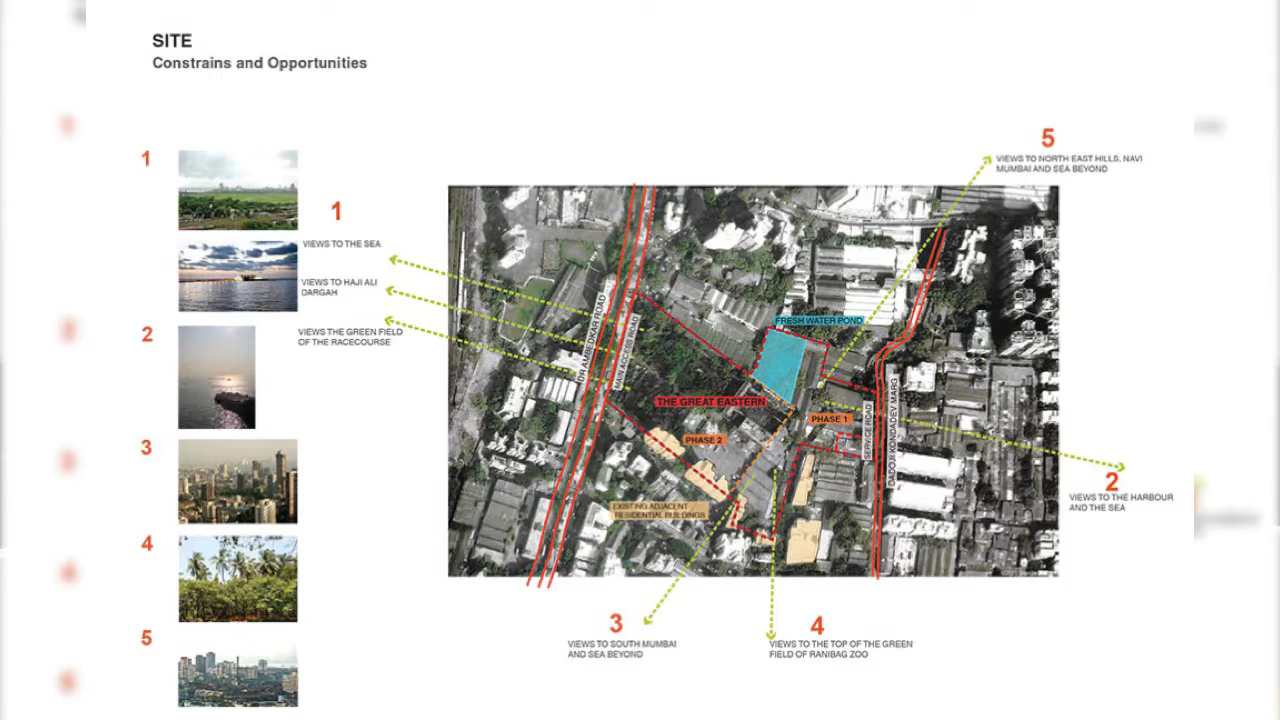 SITE
Constrains and Opportunities
1
2
3
4
5
1
VIEWS TO THE SEA
VIEWS TO HAJI ALI
DARGAH
VIEWS THE GREEN FIELD
OF THE RACECOURSE
5
VIEWS TO NORTH EAST HILLS, NAVI
MUMBAI AND SEA BEYOND
DR AMBEDKAR ROAD
MAIN ACCESS ROAD
FRESH WATER POND
THE GREAT EASTERN
PHASE 1
PHASE 2
SERVICE ROAD
DADOJI KONDADEV MARG
EXISTING ADJACENT
RESIDENTIAL BUILDINGS
2
VIEWS TO THE HARBOUR
AND THE SEA
3
VIEWS TO SOUTH MUMBAI
AND SEA BEYOND
4
VIEWS TO THE TOP OF THE GREEN
FIELD OF RANIBAG ZOO